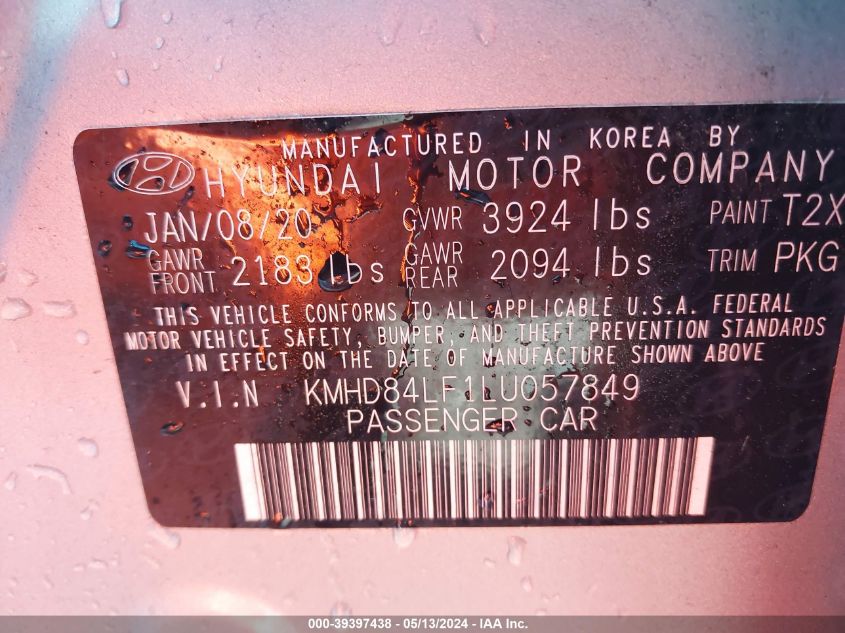 MANUFACTURED IN KOREA BY
HYUNDAI MOTOR COMPANY
JAN/08/20 GVWR 3924 lbs PAINT T2X
GAWR FRONT 2183 lbs GAWR REAR 2094 lbs TRIM PKG
THIS VEHICLE CONFORMS TO ALL APPLICABLE U.S.A. FEDERAL
MOTOR VEHICLE SAFETY, BUMPER, AND THEFT PREVENTION STANDARDS
IN EFFECT ON THE DATE OF MANUFACTURE SHOWN ABOVE
V.I.N KMHD84LF1LU057849
PASSENGER CAR
000-39397438 - 05/13/2024 - IAA Inc.